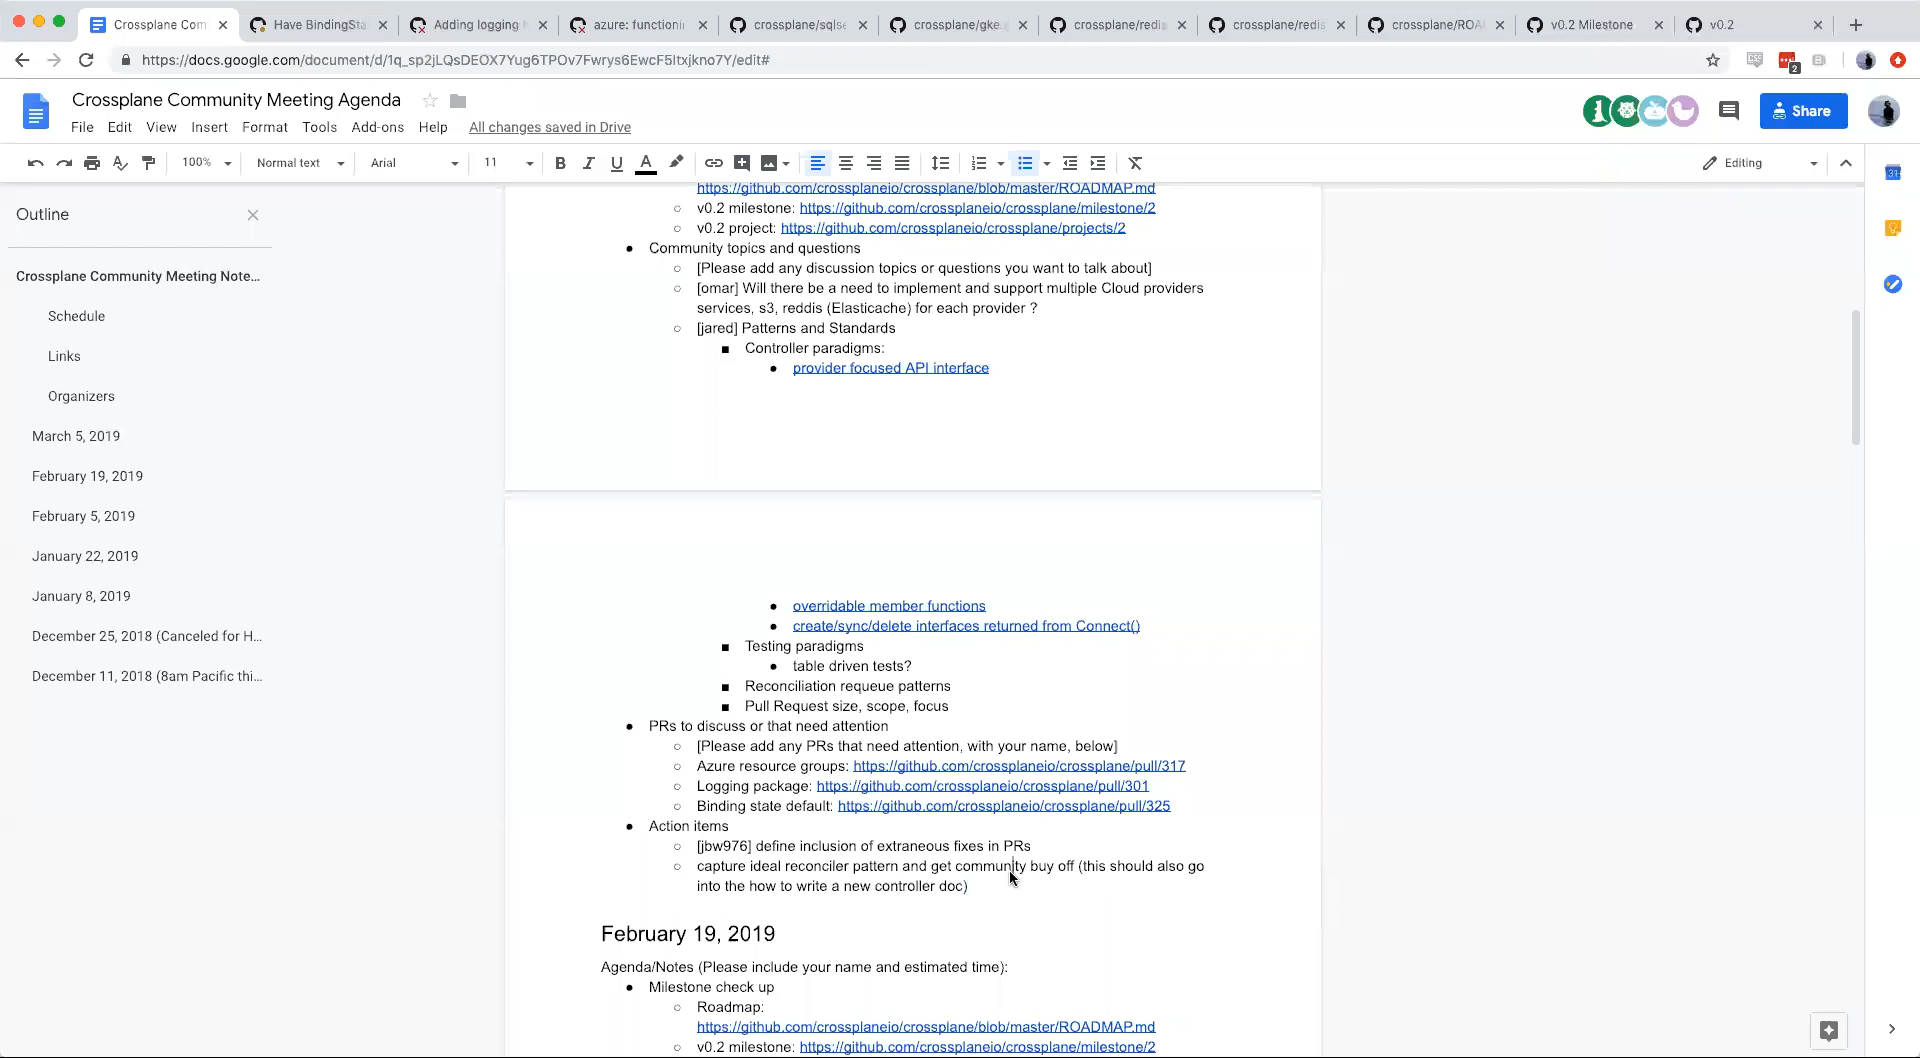 Crossplane Com
Have BindingSta
Adding logging
azure: functionin
crossplane/sqlse
crossplane/gke.g
crossplane/redis
crossplane/redis
crossplane/ROA
v0.2 Milestone
v0.2
https://docs.google.com/document/d/1q_sp2jLQsDEOX7Yug6TPOv7Fwrys6EwcF5Itxjkno7Y/edit#
2
Crossplane Community Meeting Agenda
Share
File Edit View Insert Format Tools Add-ons Help All changes saved in Drive
100% Normal text Arial 11 B I U A Editing
31
Outline
Crossplane Community Meeting Note...
Schedule
Links
Organizers
March 5, 2019
February 19, 2019
February 5, 2019
January 22, 2019
January 8, 2019
December 25, 2018 (Canceled for H...
December 11, 2018 (8am Pacific thi...
https://github.com/crossplaneio/crossplane/blob/master/ROADMAP.md
○ v0.2 milestone: https://github.com/crossplaneio/crossplane/milestone/2
○ v0.2 project: https://github.com/crossplaneio/crossplane/projects/2
● Community topics and questions
○ [Please add any discussion topics or questions you want to talk about]
○ [omar] Will there be a need to implement and support multiple Cloud providers
services, s3, reddis (Elasticache) for each provider ?
○ [jared] Patterns and Standards
■ Controller paradigms:
● provider focused API interface
● overridable member functions
● create/sync/delete interfaces returned from Connect()
■ Testing paradigms
● table driven tests?
■ Reconciliation requeue patterns
■ Pull Request size, scope, focus
● PRs to discuss or that need attention
○ [Please add any PRs that need attention, with your name, below]
○ Azure resource groups: https://github.com/crossplaneio/crossplane/pull/317
○ Logging package: https://github.com/crossplaneio/crossplane/pull/301
○ Binding state default: https://github.com/crossplaneio/crossplane/pull/325
● Action items
○ [jbw976] define inclusion of extraneous fixes in PRs
○ capture ideal reconciler pattern and get community buy off (this should also go
into the how to write a new controller doc)
February 19, 2019
Agenda/Notes (Please include your name and estimated time):
● Milestone check up
○ Roadmap:
https://github.com/crossplaneio/crossplane/blob/master/ROADMAP.md
○ v0.2 milestone: https://github.com/crossplaneio/crossplane/milestone/2